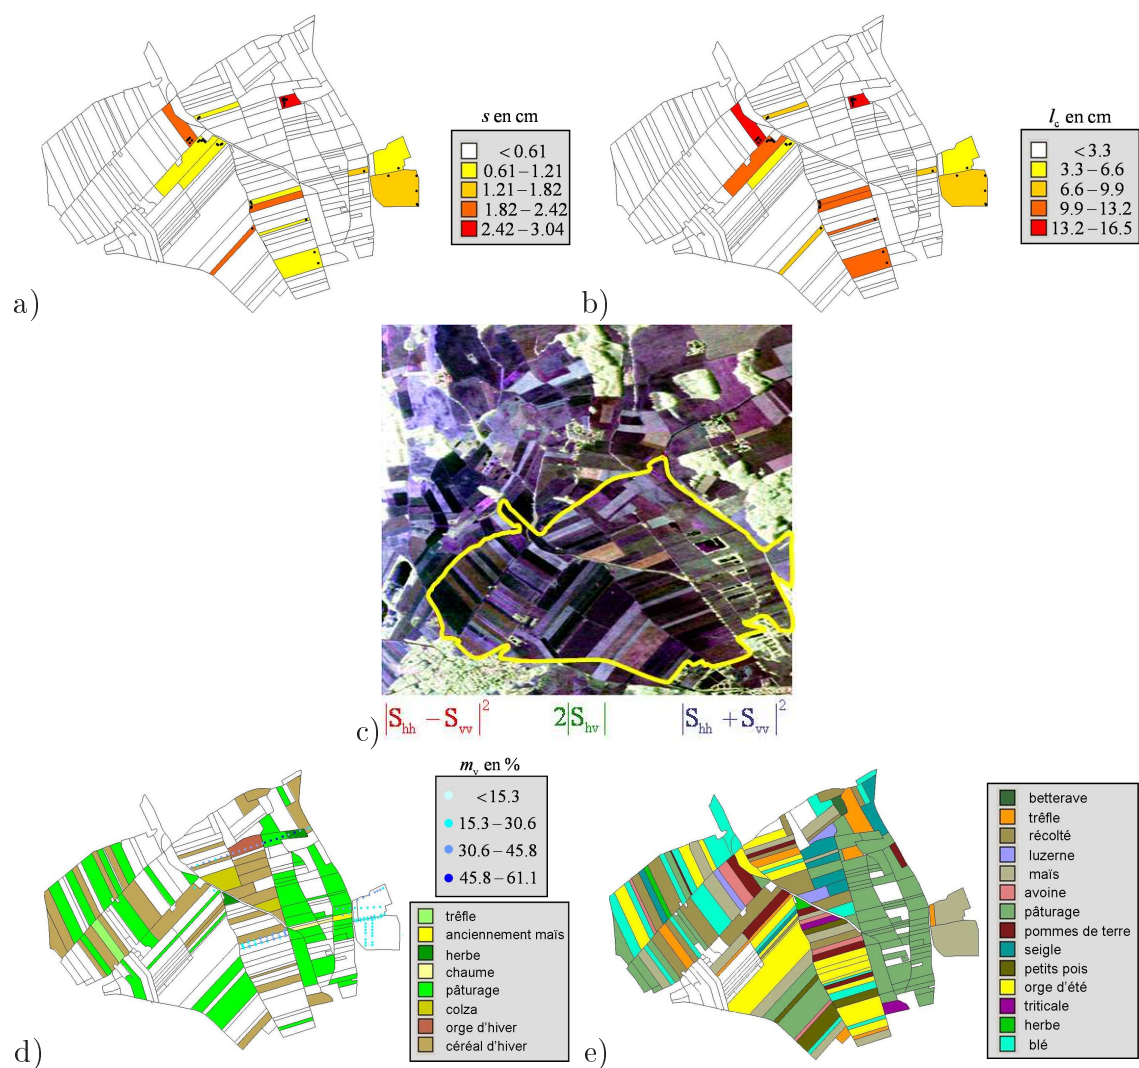 s en cm
< 0.61
0.61 – 1.21
1.21 – 1.82
1.82 – 2.42
2.42 – 3.04
a)
l_c en cm
< 3.3
3.3 – 6.6
6.6 – 9.9
9.9 – 13.2
13.2 – 16.5
b)
c) |S_hh − S_vv|² 2|S_hv| |S_hh + S_vv|²
m_v en %
< 15.3
15.3 – 30.6
30.6 – 45.8
45.8 – 61.1
trêfle
anciennement maïs
herbe
chaume
pâturage
colza
orge d'hiver
céréal d'hiver
d)
betterave
trêfle
récolté
luzerne
maïs
avoine
pâturage
pommes de terre
seigle
petits pois
orge d'été
triticale
herbe
blé
e)